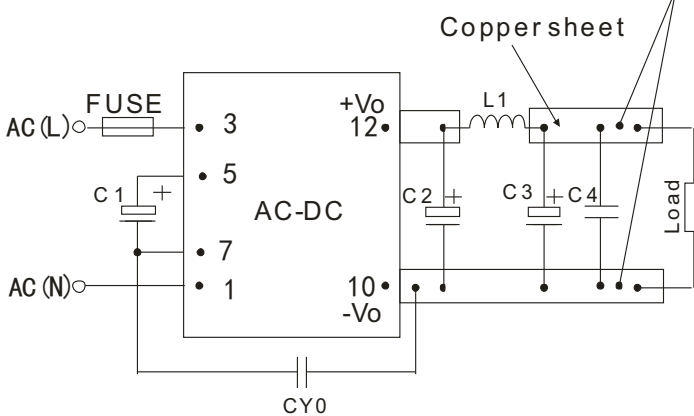 Copper sheet
FUSE
AC(L)
3
+Vo
12
L1
5
C1
+
AC-DC
C2
+
C3
+
C4
Load
7
AC(N)
1
10
-Vo
CY0